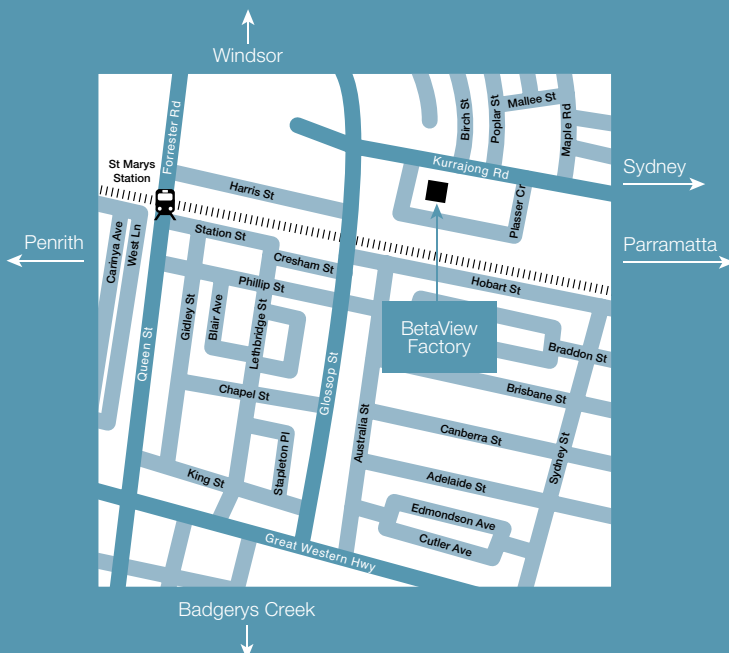 Windsor
Forrester Rd
Birch St
Poplar St
Mallee St
Maple Rd
St Marys
Station
Kurrajong Rd
Sydney
Harris St
Plasser Cr
Penrith
Carinya Ave
West Ln
Station St
Cresham St
Parramatta
Hobart St
Phillip St
Gidley St
Blair Ave
Lethbridge St
BetaView
Factory
Queen St
Glossop St
Braddon St
Chapel St
Brisbane St
Australia St
Canberra St
Sydney St
Stapleton Pl
King St
Adelaide St
Edmondson Ave
Cutler Ave
Great Western Hwy
Badgerys Creek